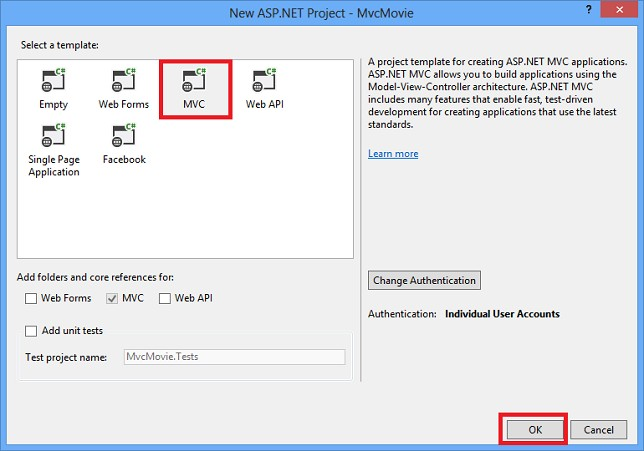 New ASP.NET Project - MvcMovie
? ×
Select a template:
C# C# C# C#
Empty Web Forms MVC Web API
C# C#
Single Page Application Facebook
A project template for creating ASP.NET MVC applications.
ASP.NET MVC allows you to build applications using the
Model-View-Controller architecture. ASP.NET MVC
includes many features that enable fast, test-driven
development for creating applications that use the latest
standards.
Learn more
Add folders and core references for:
Web Forms MVC Web API
Add unit tests
Test project name: MvcMovie.Tests
Change Authentication
Authentication: Individual User Accounts
OK Cancel